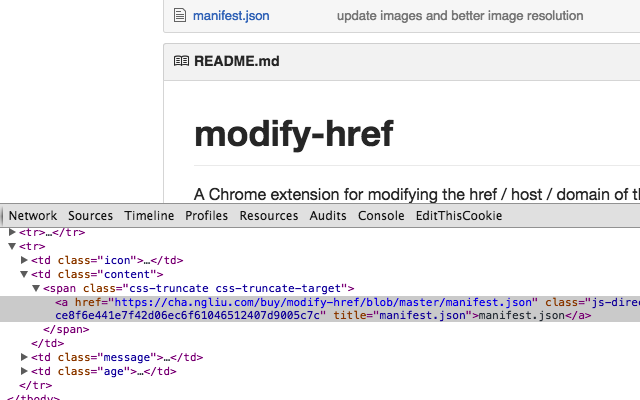 manifest.json update images and better image resolution
README.md
modify-href
A Chrome extension for modifying the href / host / domain of
Network Sources Timeline Profiles Resources Audits Console EditThisCookie
▶<tr>…</tr>
▼<tr>
▶<td class="icon">…</td>
▼<td class="content">
▼<span class="css-truncate css-truncate-target">
<a href="https://cha.ngliu.com/buy/modify-href/blob/master/manifest.json" class="js-dire
ce8f6e441e7f42d06ec6f61046512407d9005c7c" title="manifest.json">manifest.json</a>
</span>
</td>
▶<td class="message">…</td>
▶<td class="age">…</td>
</tr>
</tbody>